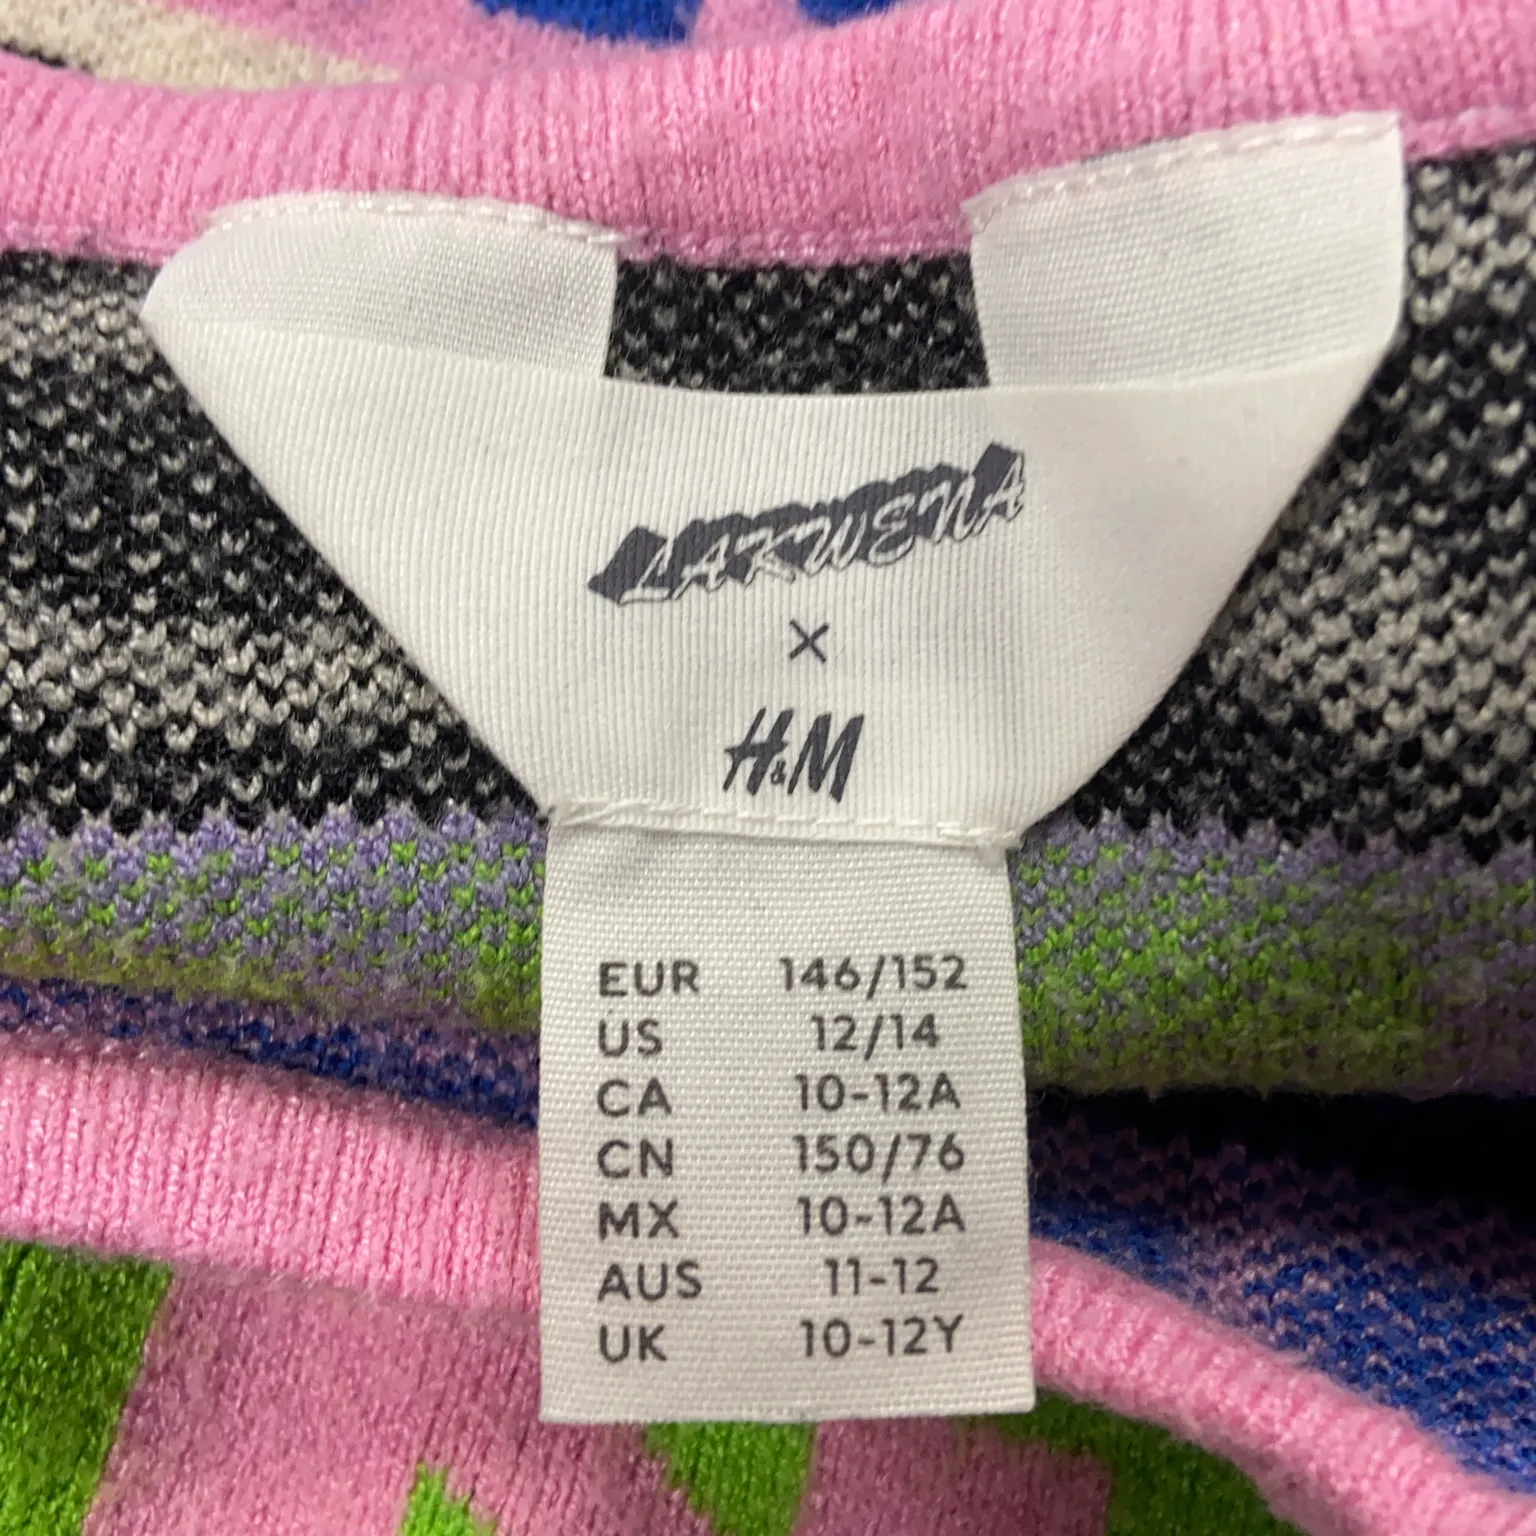 LAKWENA
×
H&M
EUR 146/152
US 12/14
CA 10-12A
CN 150/76
MX 10-12A
AUS 11-12
UK 10-12Y